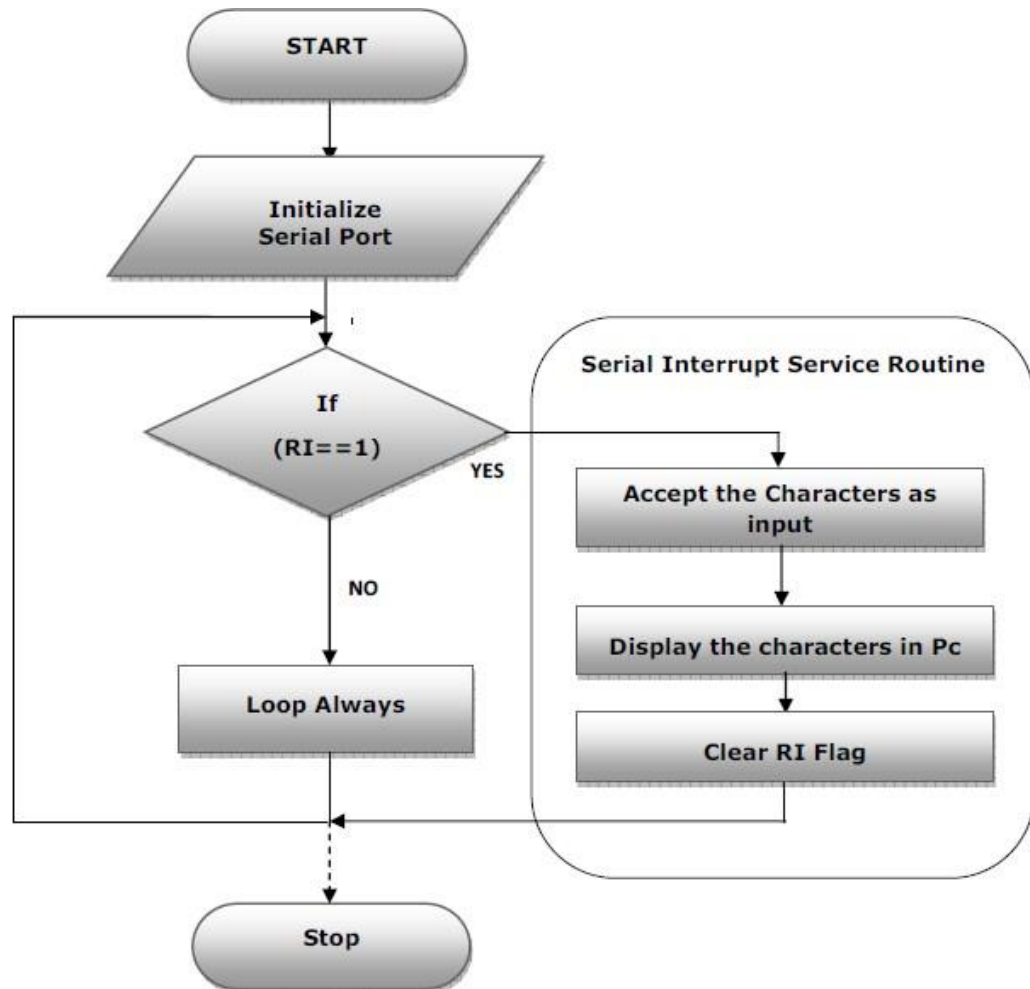 START
Initialize
Serial Port
If
(RI==1)
YES
NO
Loop Always
Stop
Serial Interrupt Service Routine
Accept the Characters as
input
Display the characters in Pc
Clear RI Flag